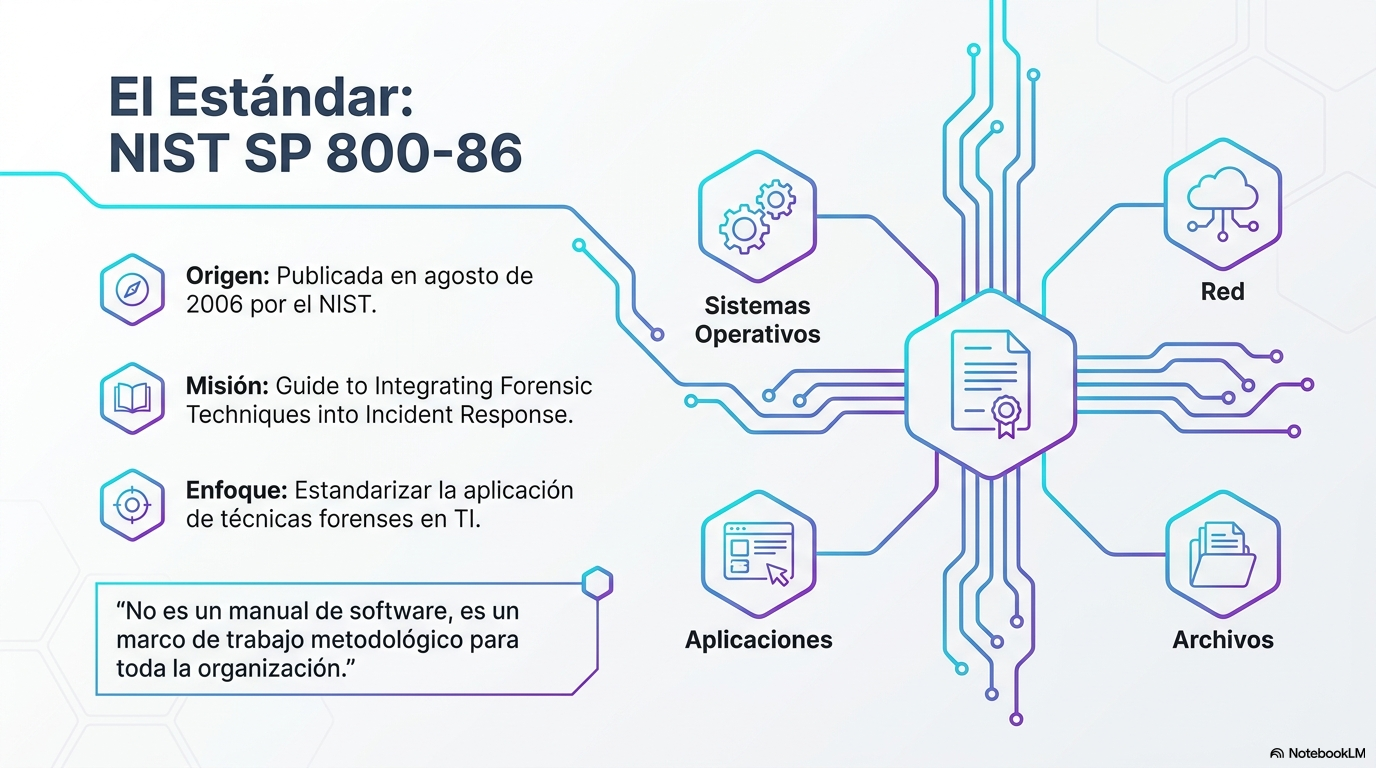 El Estándar:
NIST SP 800-86
Origen: Publicada en agosto de
2006 por el NIST.
Misión: Guide to Integrating Forensic
Techniques into Incident Response.
Enfoque: Estandarizar la aplicación
de técnicas forenses en TI.
“No es un manual de software, es un
marco de trabajo metodológico para
toda la organización.”
Sistemas
Operativos
Red
Aplicaciones
Archivos
NotebookLM